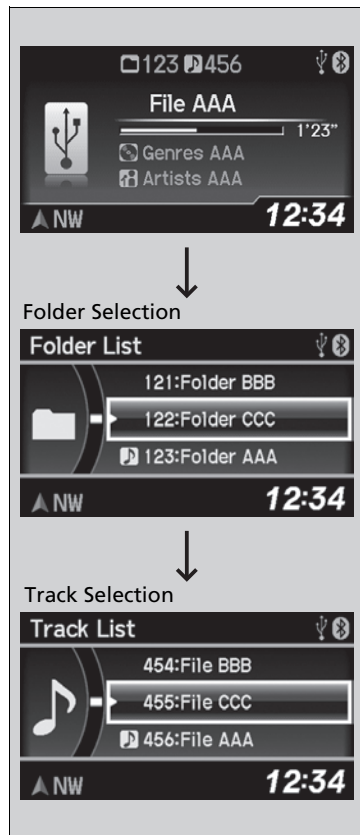 123 456
File AAA
1'23"
Genres AAA
Artists AAA
NW 12:34
Folder Selection
Folder List
121:Folder BBB
122:Folder CCC
123:Folder AAA
NW 12:34
Track Selection
Track List
454:File BBB
455:File CCC
456:File AAA
NW 12:34